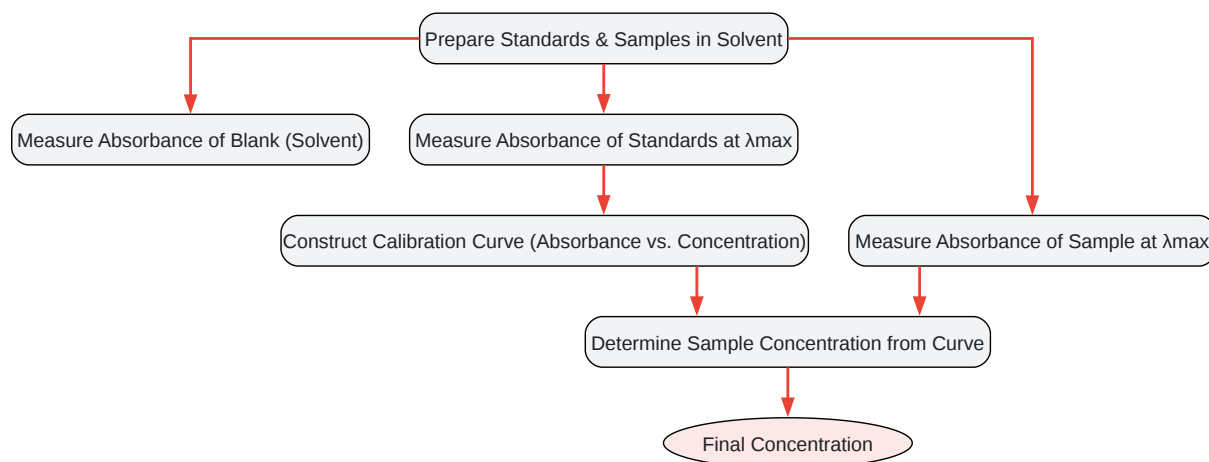 Prepare Standards & Samples in Solvent
Measure Absorbance of Blank (Solvent)
Measure Absorbance of Standards at λmax
Construct Calibration Curve (Absorbance vs. Concentration)
Measure Absorbance of Sample at λmax
Determine Sample Concentration from Curve
Final Concentration